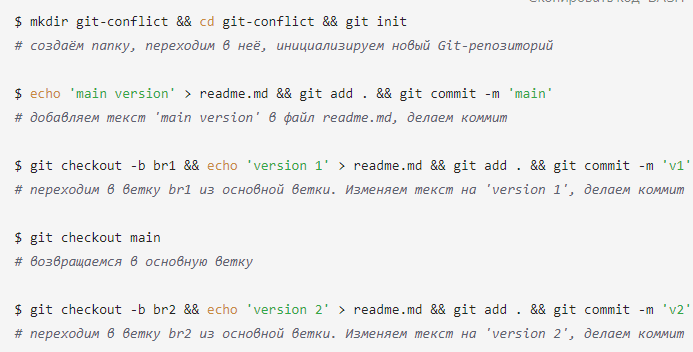 Скопировать код BASH
$ mkdir git-conflict && cd git-conflict && git init
# создаём папку, переходим в неё, инициализируем новый Git-репозиторий
$ echo 'main version' > readme.md && git add . && git commit -m 'main'
# добавляем текст 'main version' в файл readme.md, делаем коммит
$ git checkout -b br1 && echo 'version 1' > readme.md && git add . && git commit -m 'v1'
# переходим в ветку br1 из основной ветки. Изменяем текст на 'version 1', делаем коммит
$ git checkout main
# возвращаемся в основную ветку
$ git checkout -b br2 && echo 'version 2' > readme.md && git add . && git commit -m 'v2'
# переходим в ветку br2 из основной ветки. Изменяем текст на 'version 2', делаем коммит